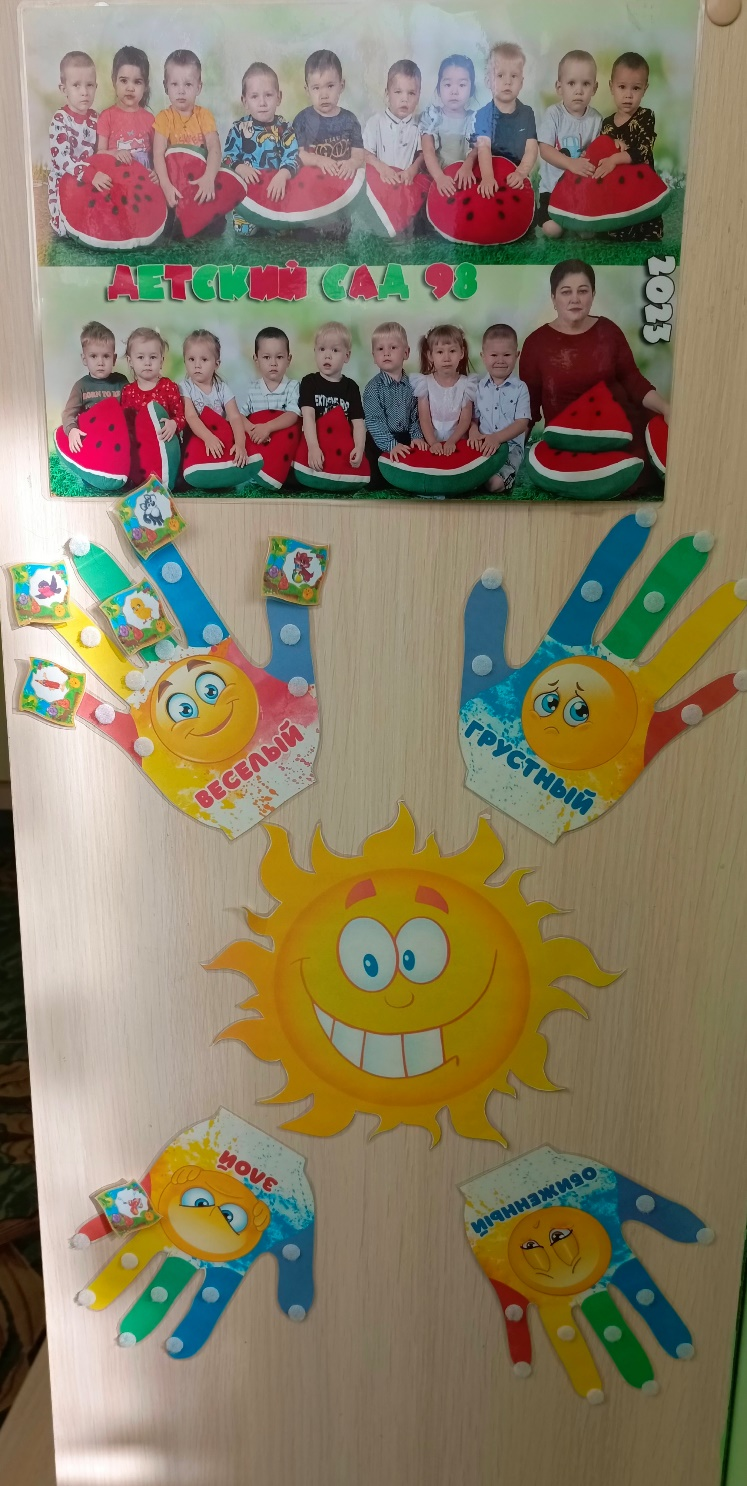 ДЕТСКИЙ САД 98
2023
ВЕСЕЛЫЙ
ГРУСТНЫЙ
ЗЛОЙ
ОБИЖЕННЫЙ